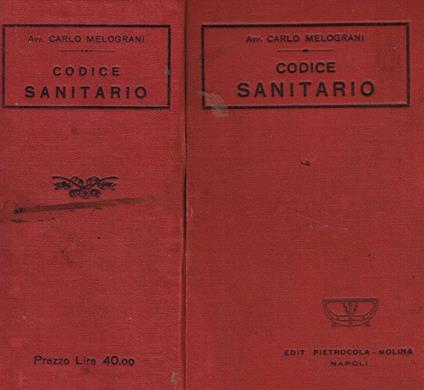 Avv. CARLO MELOGRANI
CODICE
SANITARIO
Prezzo Lire 40.00
Avv. CARLO MELOGRANI
CODICE
SANITARIO
EDIT PIETROCOLA - MOLINA
NAPOLI